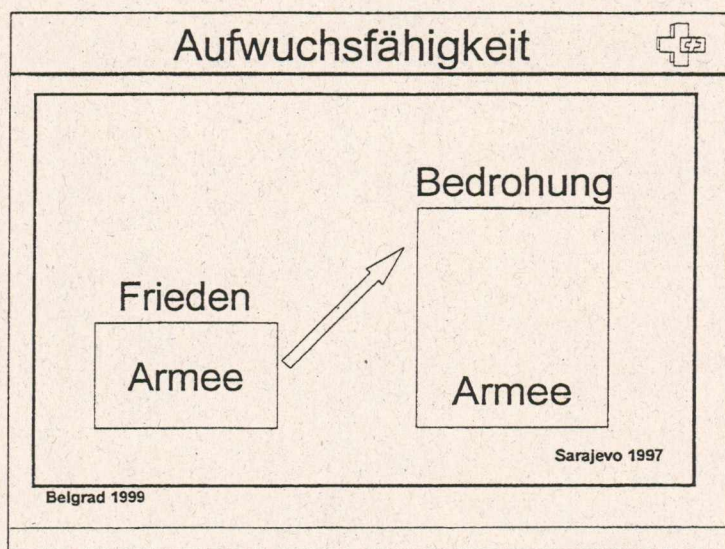 Aufwuchsfähigkeit
Bedrohung
Frieden
Armee
Armee
Sarajevo 1997
Belgrad 1999